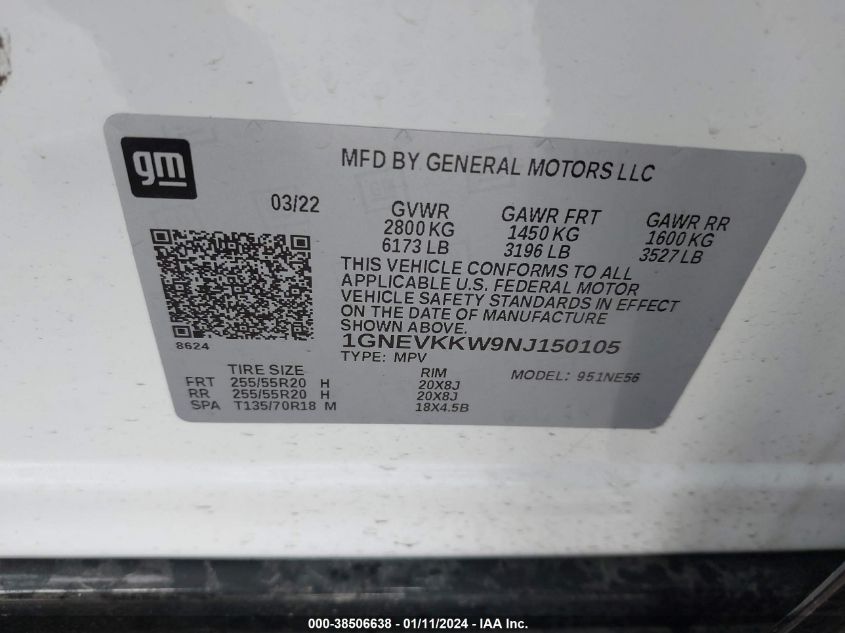 gm
MFD BY GENERAL MOTORS LLC
03/22
GVWR GAWR FRT GAWR RR
2800 KG 1450 KG 1600 KG
6173 LB 3196 LB 3527 LB
THIS VEHICLE CONFORMS TO ALL
APPLICABLE U.S. FEDERAL MOTOR
VEHICLE SAFETY STANDARDS IN EFFECT
ON THE DATE OF MANUFACTURE
SHOWN ABOVE.
8624
1GNEVKKW9NJ150105
TYPE: MPV
MODEL: 951NE56
TIRE SIZE RIM
FRT 255/55R20 H 20X8J
RR 255/55R20 H 20X8J
SPA T135/70R18 M 18X4.5B
000-38506638 - 01/11/2024 - IAA Inc.